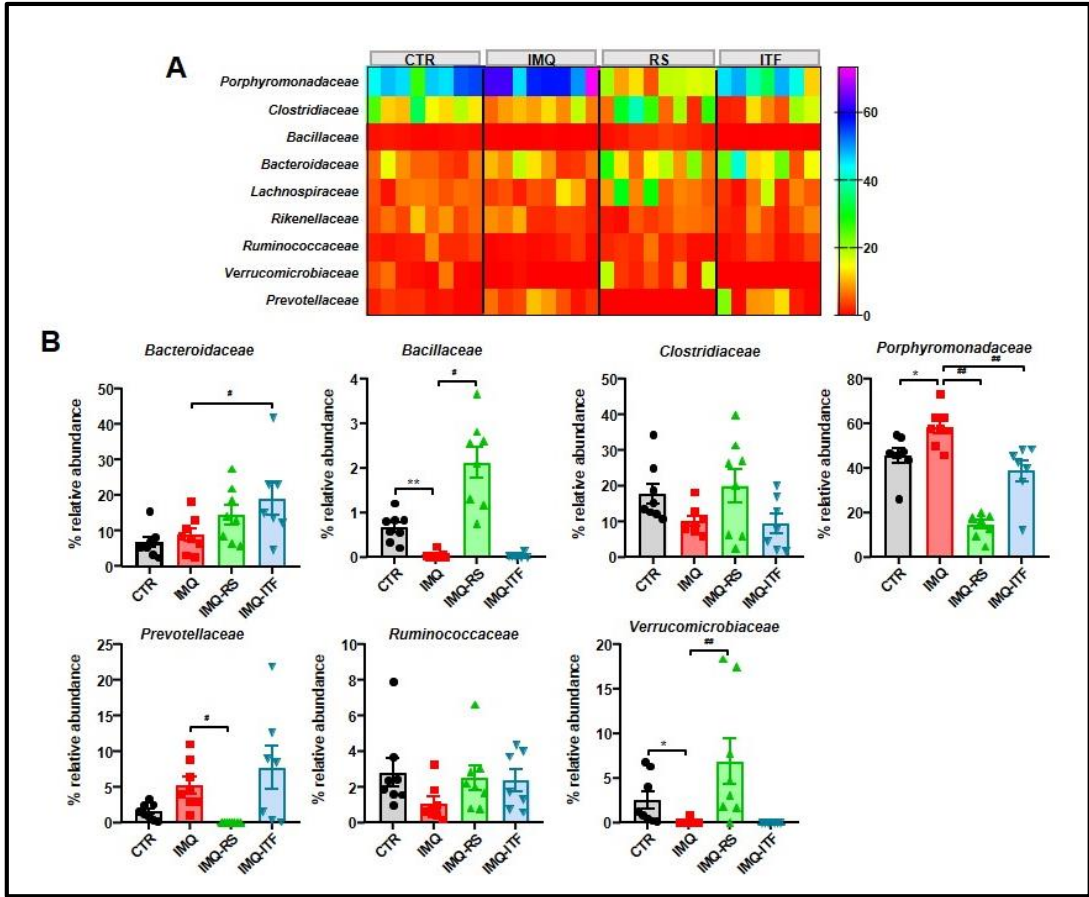 A
CTR IMQ RS ITF
Porphyromonadaceae
Clostridiaceae
Bacillaceae
Bacteroidaceae
Lachnospiraceae
Rikenellaceae
Ruminococcaceae
Verrucomicrobiaceae
Prevotellaceae
60
40
20
0
B
Bacteroidaceae
% relative abundance
50
40
30
20
10
0
#
CTR IMQ IMQ-RS IMQ-ITF
Bacillaceae
% relative abundance
4
3
2
1
0
**
#
CTR IMQ IMQ-RS IMQ-ITF
Clostridiaceae
% relative abundance
50
40
30
20
10
0
CTR IMQ IMQ-RS IMQ-ITF
Porphyromonadaceae
% relative abundance
80
60
40
20
0
##
*
##
CTR IMQ IMQ-RS IMQ-ITF
Prevotellaceae
% relative abundance
25
20
15
10
5
0
#
CTR IMQ IMQ-RS IMQ-ITF
Ruminococcaceae
% relative abundance
10
8
6
4
2
0
CTR IMQ IMQ-RS IMQ-ITF
Verrucomicrobiaceae
% relative abundance
20
15
10
5
0
##
*
CTR IMQ IMQ-RS IMQ-ITF